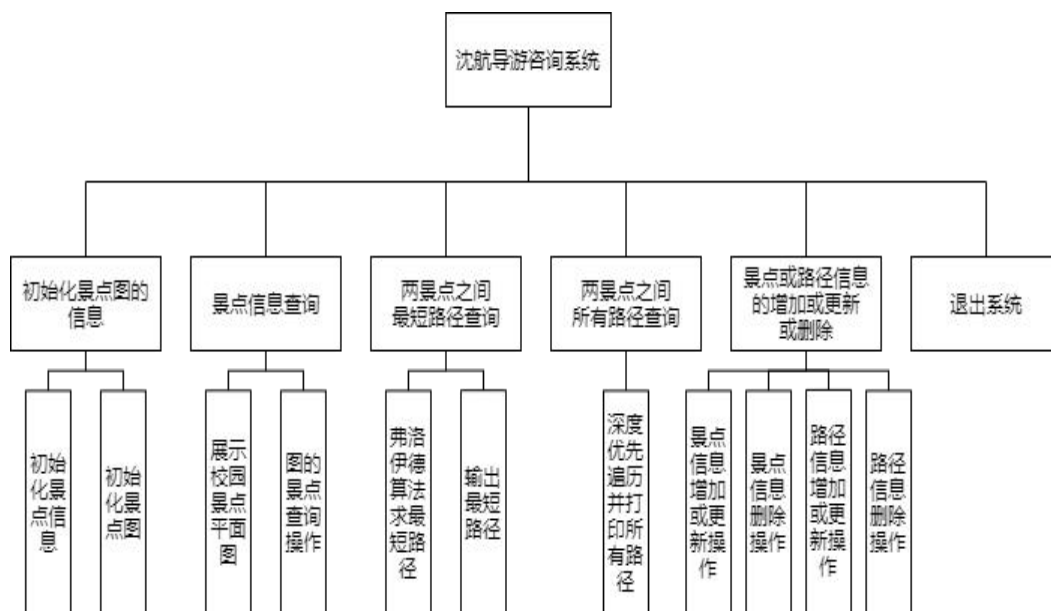 沈航导游咨询系统
初始化景点图的
信息
景点信息查询
两景点之间
最短路径查询
两景点之间
所有路径查询
景点或路径信息
的增加或更新
或删除
退出系统
初始
化景
点信
息
初始
化景
点图
展示
校园
景点
平面
图
图的
景点
查询
操作
弗洛
伊德
算法
求最
短路
径
输出
最短
路径
深度
优先
遍历
并打
印所
有路
径
景点
信息
增加
或更
新操
作
景点
信息
删除
操作
路径
信息
增加
或更
新操
作
路径
信息
删除
操作